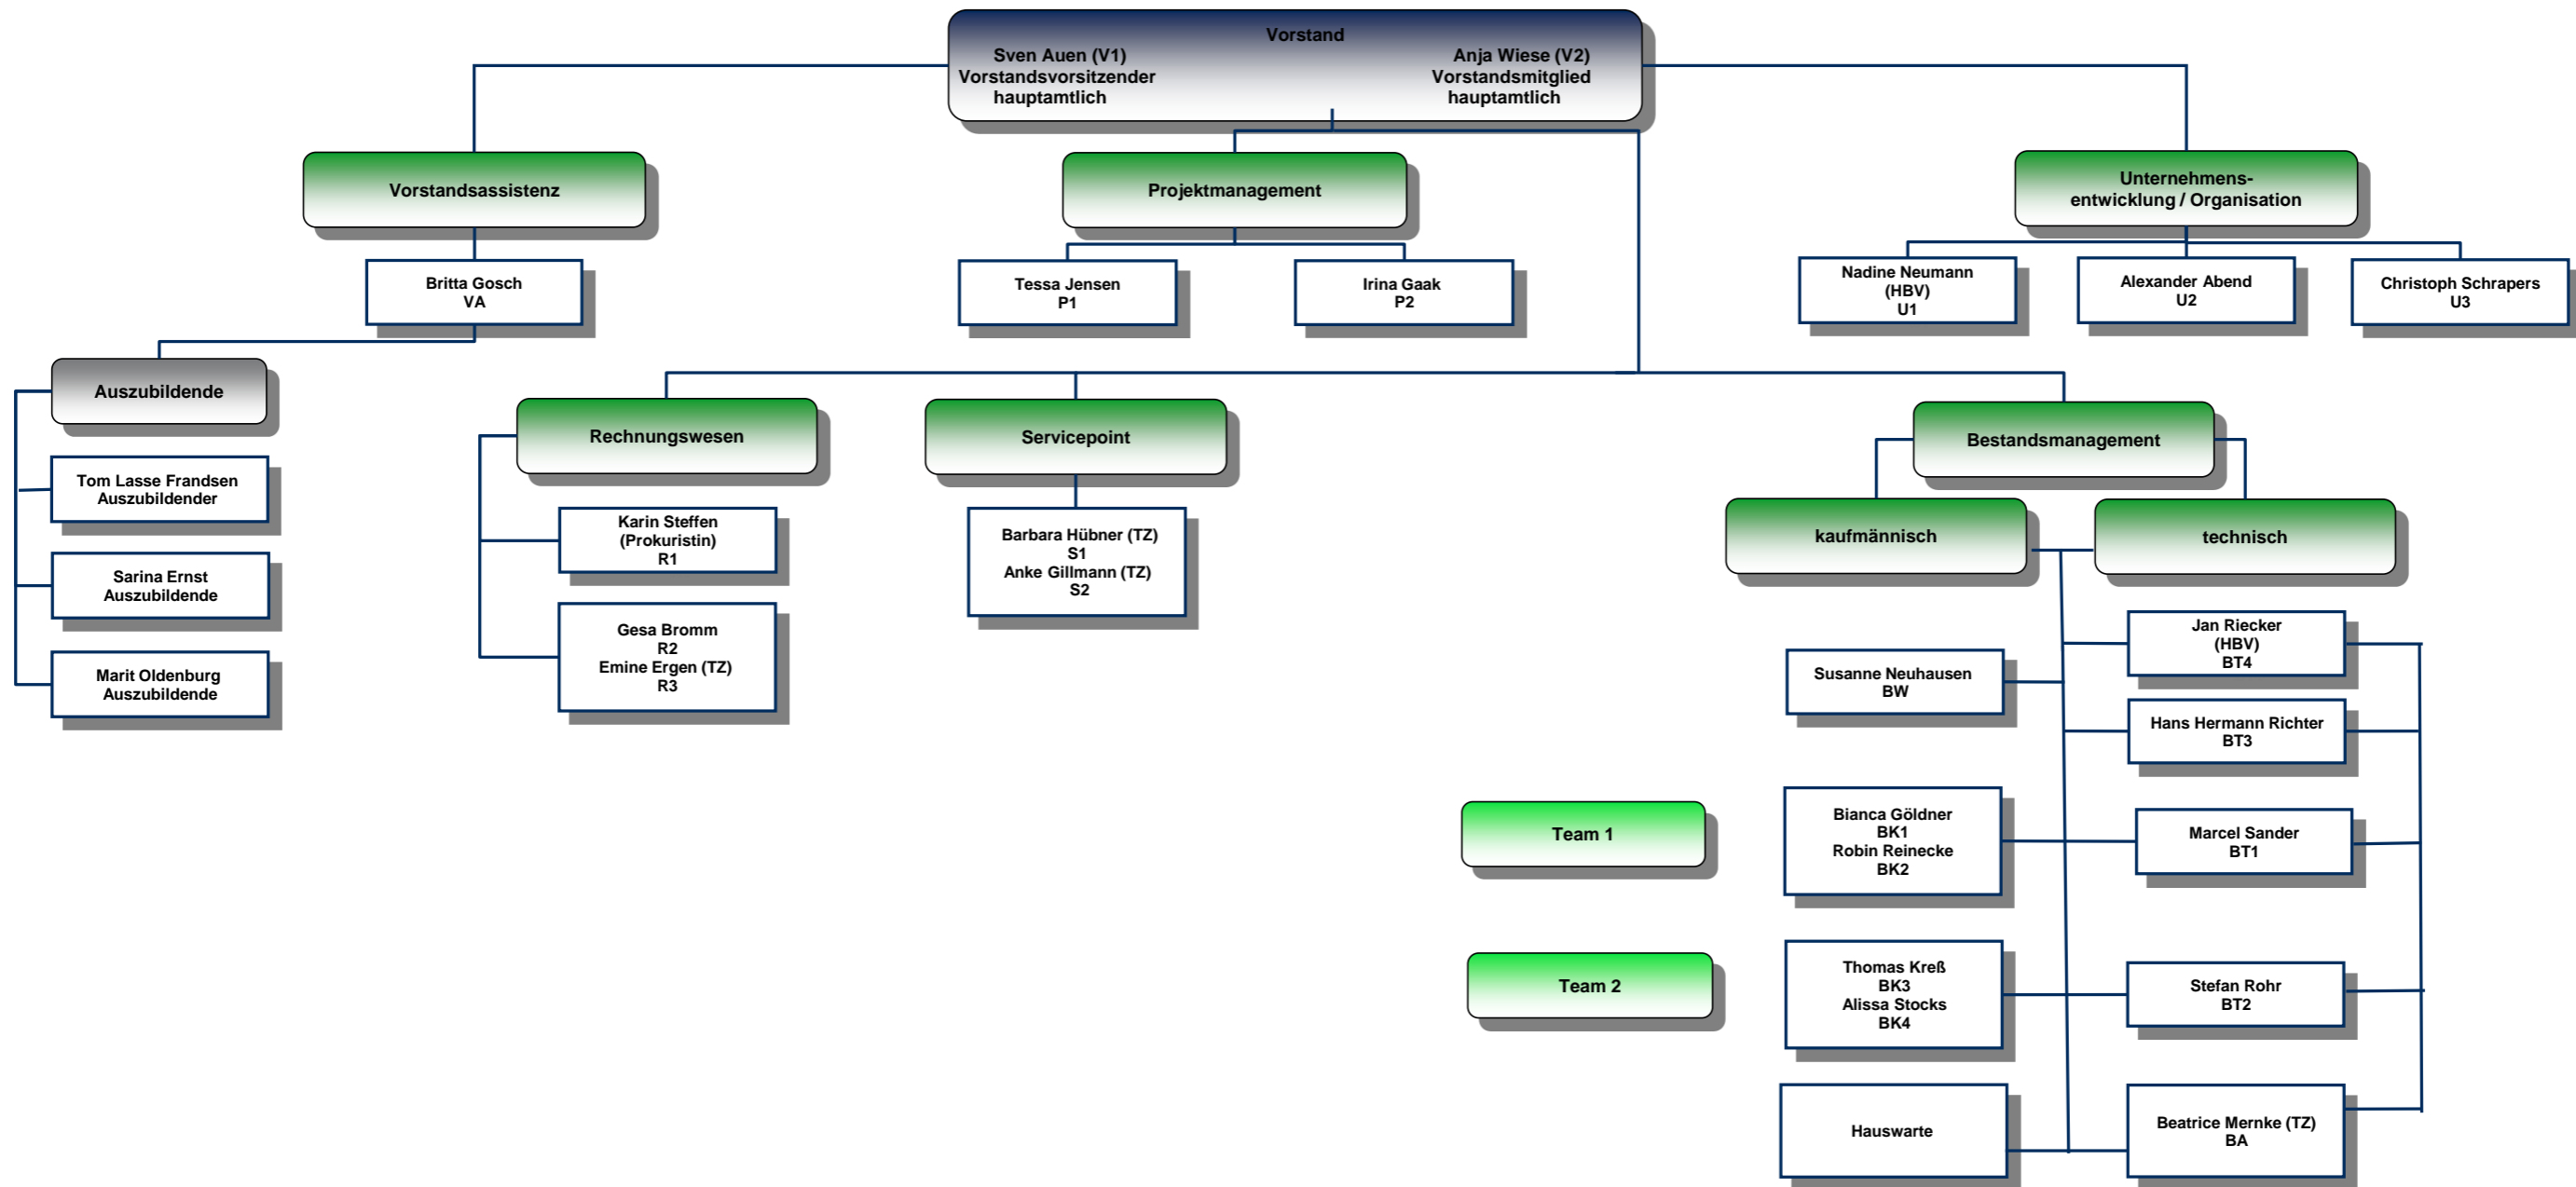 Vorstand
Sven Auen (V1)
Vorstandsvorsitzender
hauptamtlich
Anja Wiese (V2)
Vorstandsmitglied
hauptamtlich
Vorstandsassistenz
Projektmanagement
Unternehmens-
entwicklung / Organisation
Britta Gosch
VA
Tessa Jensen
P1
Irina Gaak
P2
Nadine Neumann
(HBV)
U1
Alexander Abend
U2
Christoph Schrapers
U3
Auszubildende
Tom Lasse Frandsen
Auszubildender
Sarina Ernst
Auszubildende
Marit Oldenburg
Auszubildende
Rechnungswesen
Karin Steffen
(Prokuristin)
R1
Gesa Bromm
R2
Emine Ergen (TZ)
R3
Servicepoint
Barbara Hübner (TZ)
S1
Anke Gillmann (TZ)
S2
Bestandsmanagement
kaufmännisch
technisch
Susanne Neuhausen
BW
Jan Riecker
(HBV)
BT4
Hans Hermann Richter
BT3
Team 1
Bianca Göldner
BK1
Robin Reinecke
BK2
Marcel Sander
BT1
Team 2
Thomas Kreß
BK3
Alissa Stocks
BK4
Stefan Rohr
BT2
Hauswarte
Beatrice Mernke (TZ)
BA